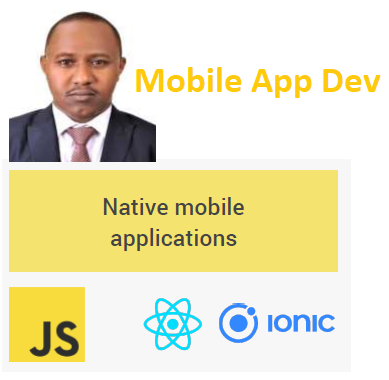 Mobile App Dev
Native mobile
applications
JS
IONIC